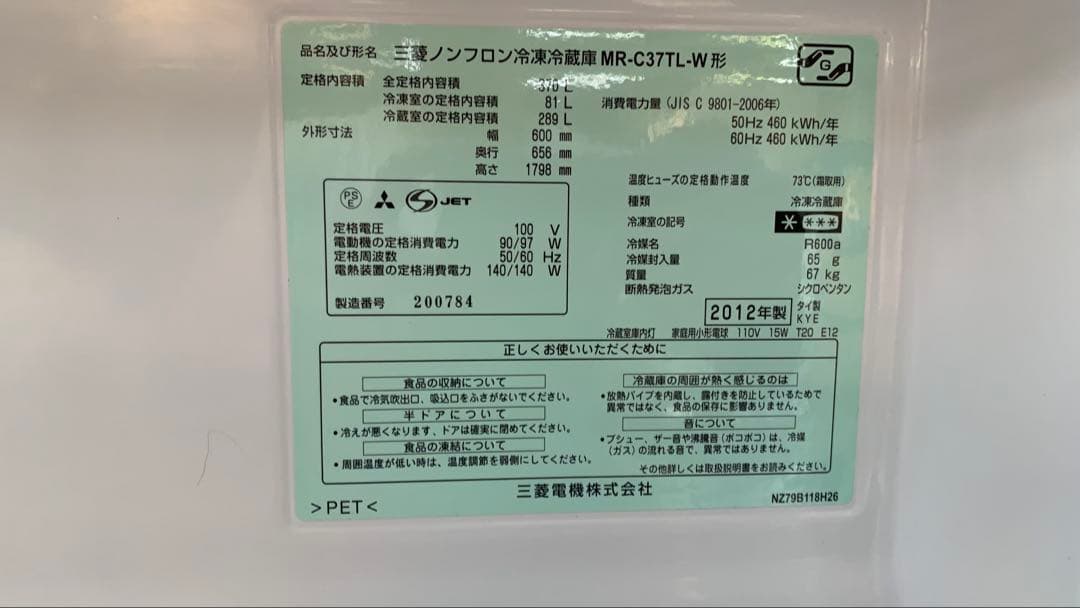 品名及び形名 三菱ノンフロン冷凍冷蔵庫 MR-C37TL-W 形
G
定格内容積 全定格内容積 370 L
冷凍室の定格内容積 81 L
冷蔵室の定格内容積 289 L
外形寸法 幅 600 mm
奥行 656 mm
高さ 1798 mm
消費電力量 (JIS C 9801-2006年)
50Hz 460 kWh/年
60Hz 460 kWh/年
PS E JET
定格電圧 100 V
電動機の定格消費電力 90/97 W
定格周波数 50/60 Hz
電熱装置の定格消費電力 140/140 W
製造番号 200784
温度ヒューズの定格動作温度 73℃(霜取用)
種類 冷凍冷蔵庫
冷凍室の記号 * ***
冷媒名 R600a
冷媒封入量 65 g
質量 67 kg
断熱発泡ガス シクロペンタン
2012年製 タイ製
KYE
冷蔵室庫内灯 家庭用小形電球 110V 15W T20 E12
正しくお使いいただくために
食品の収納について
•食品で冷気吹出口、吸込口をふさがないでください。
半ドアについて
•冷えが悪くなります、ドアは確実に閉めてください。
食品の凍結について
•周囲温度が低い時は、温度調節を弱側にしてください。
冷蔵庫の周囲が熱く感じるのは
•放熱パイプを内蔵し、露付きを防止しているためで
異常ではなく、食品の保存に影響ありません。
音について
•プシュー、ザー音や沸騰音(ボコボコ)は、冷媒
(ガス)の流れる音で、異常ではありません。
その他詳しくは取扱説明書をお読みください。
三菱電機株式会社
>PET<
NZ79B118H26